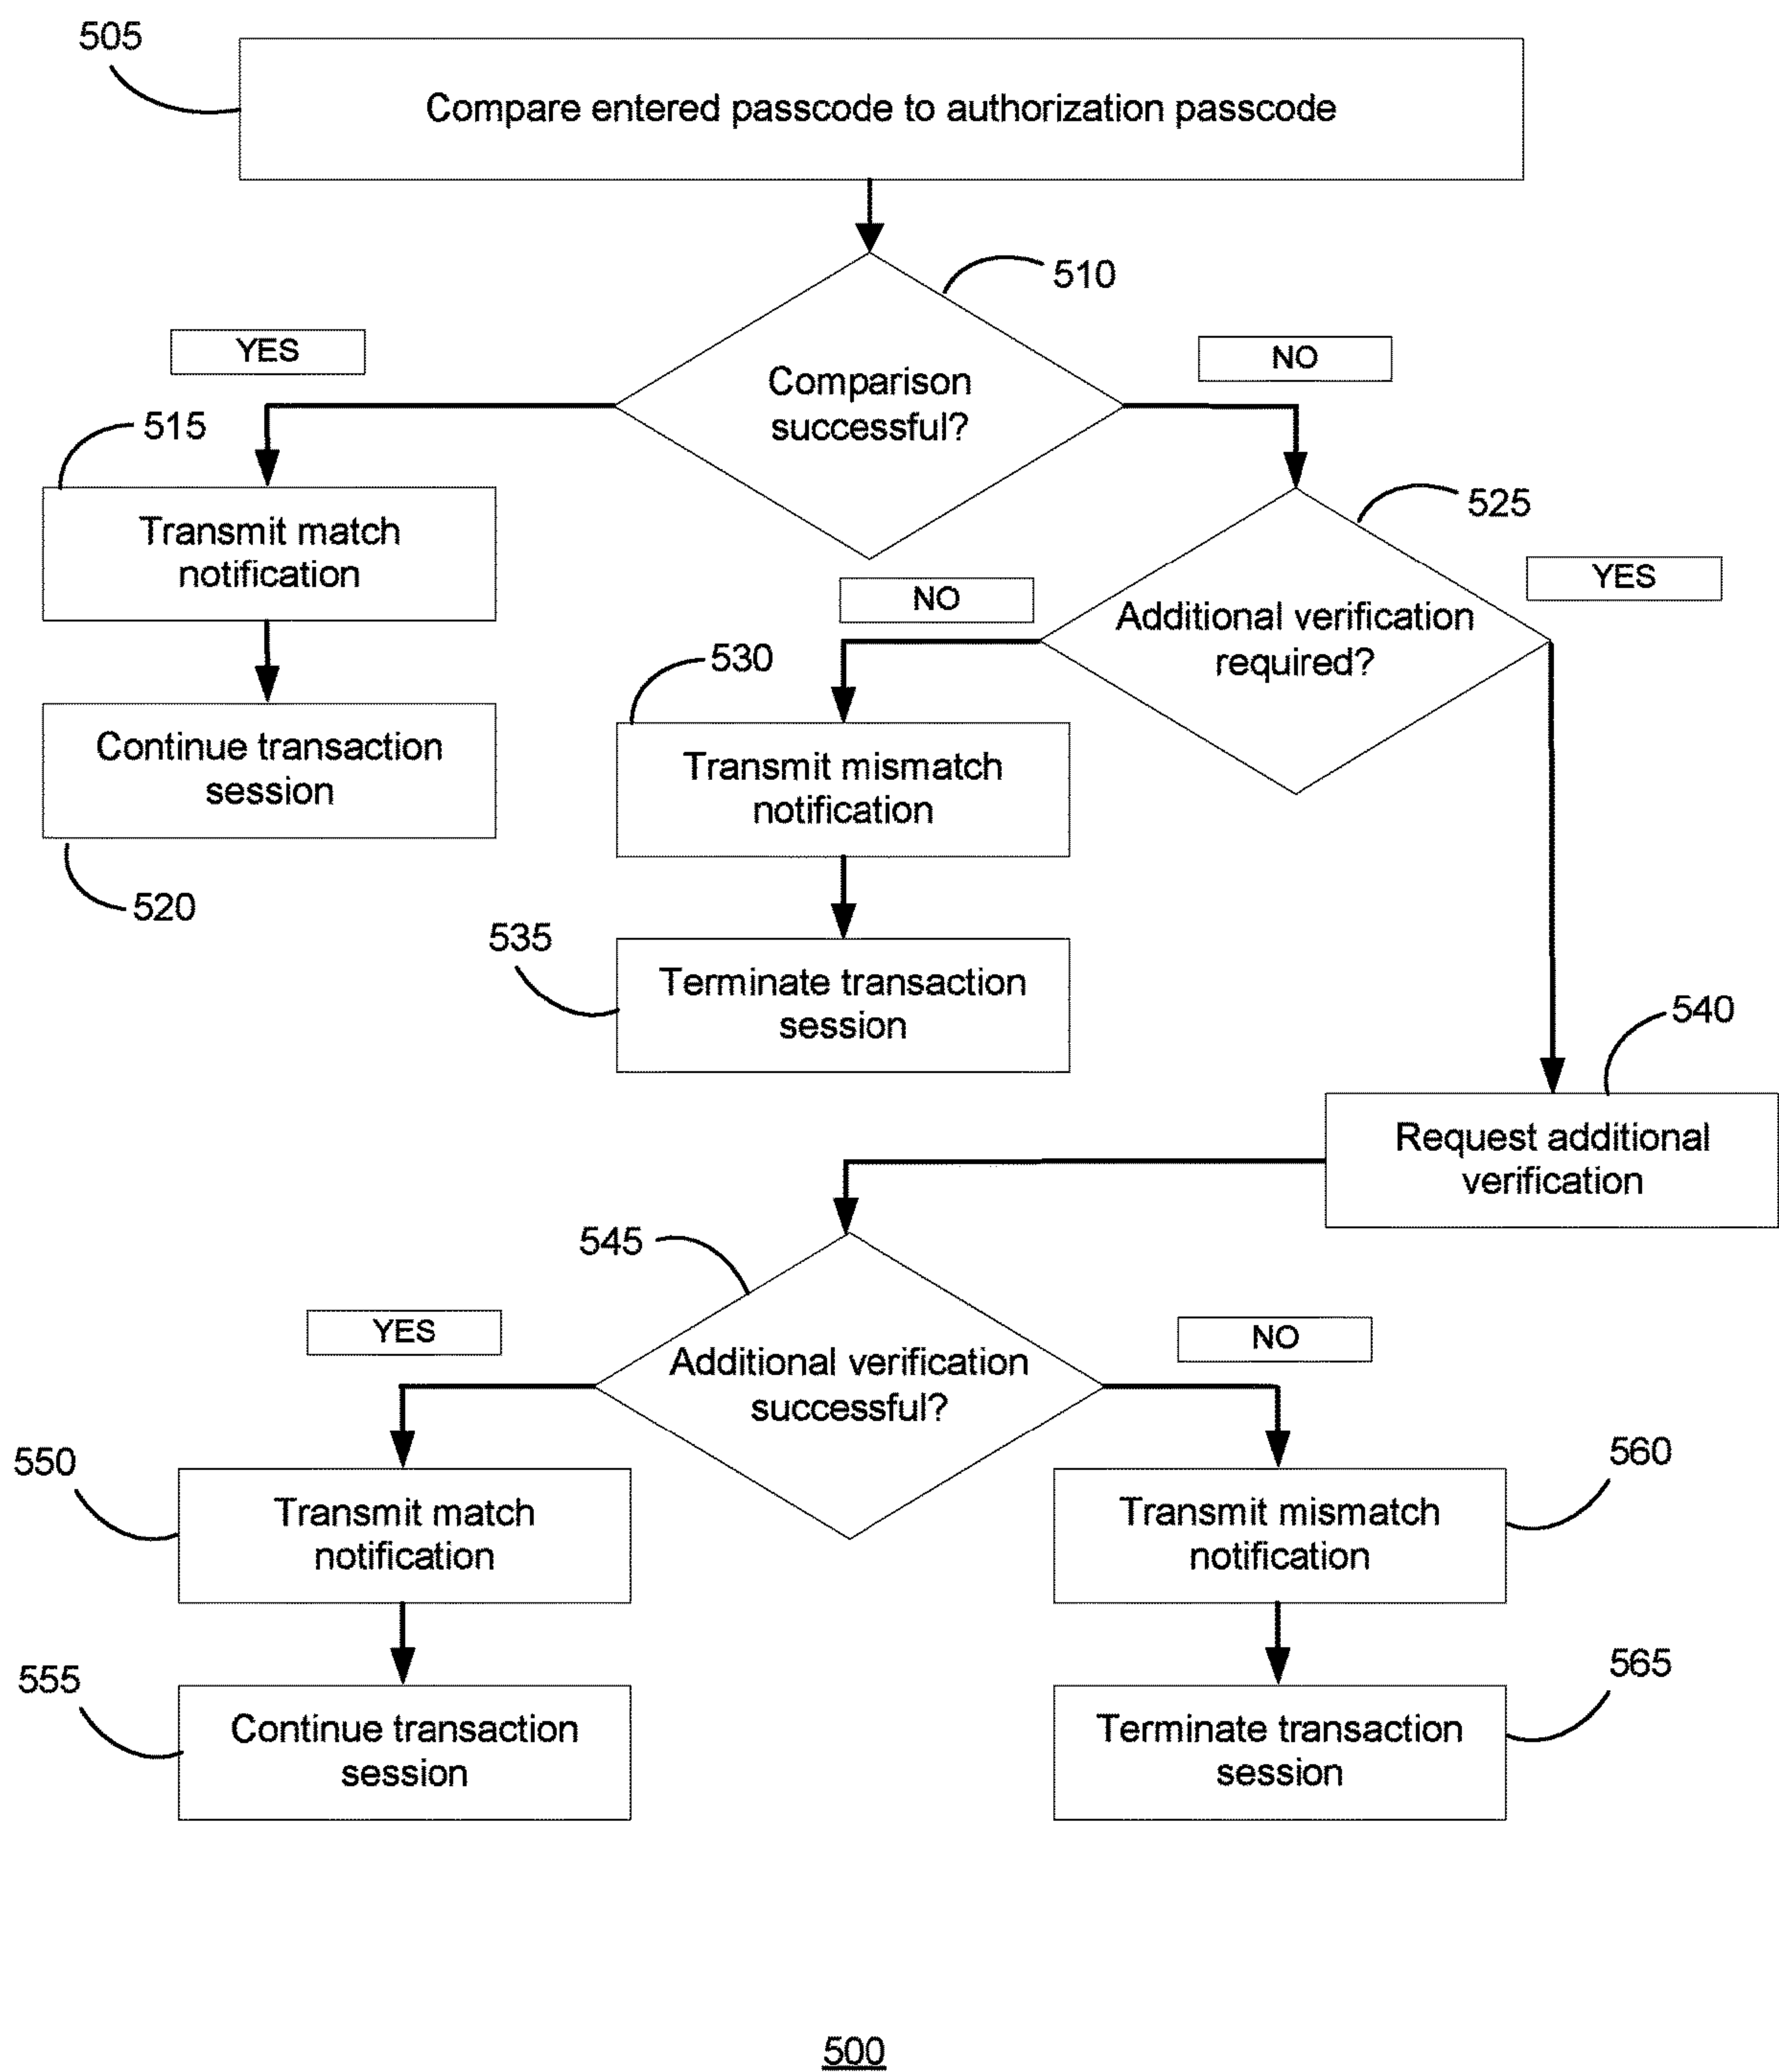 505
Compare entered passcode to authorization passcode
510
YES
NO
Comparison
successful?
515
525
Transmit match
notification
NO
YES
Additional verification
required?
530
Continue transaction
session
Transmit mismatch
notification
520
535
Terminate transaction
session
540
Request additional
verification
545
YES
NO
Additional verification
successful?
550
560
Transmit match
notification
Transmit mismatch
notification
555
565
Continue transaction
session
Terminate transaction
session
500